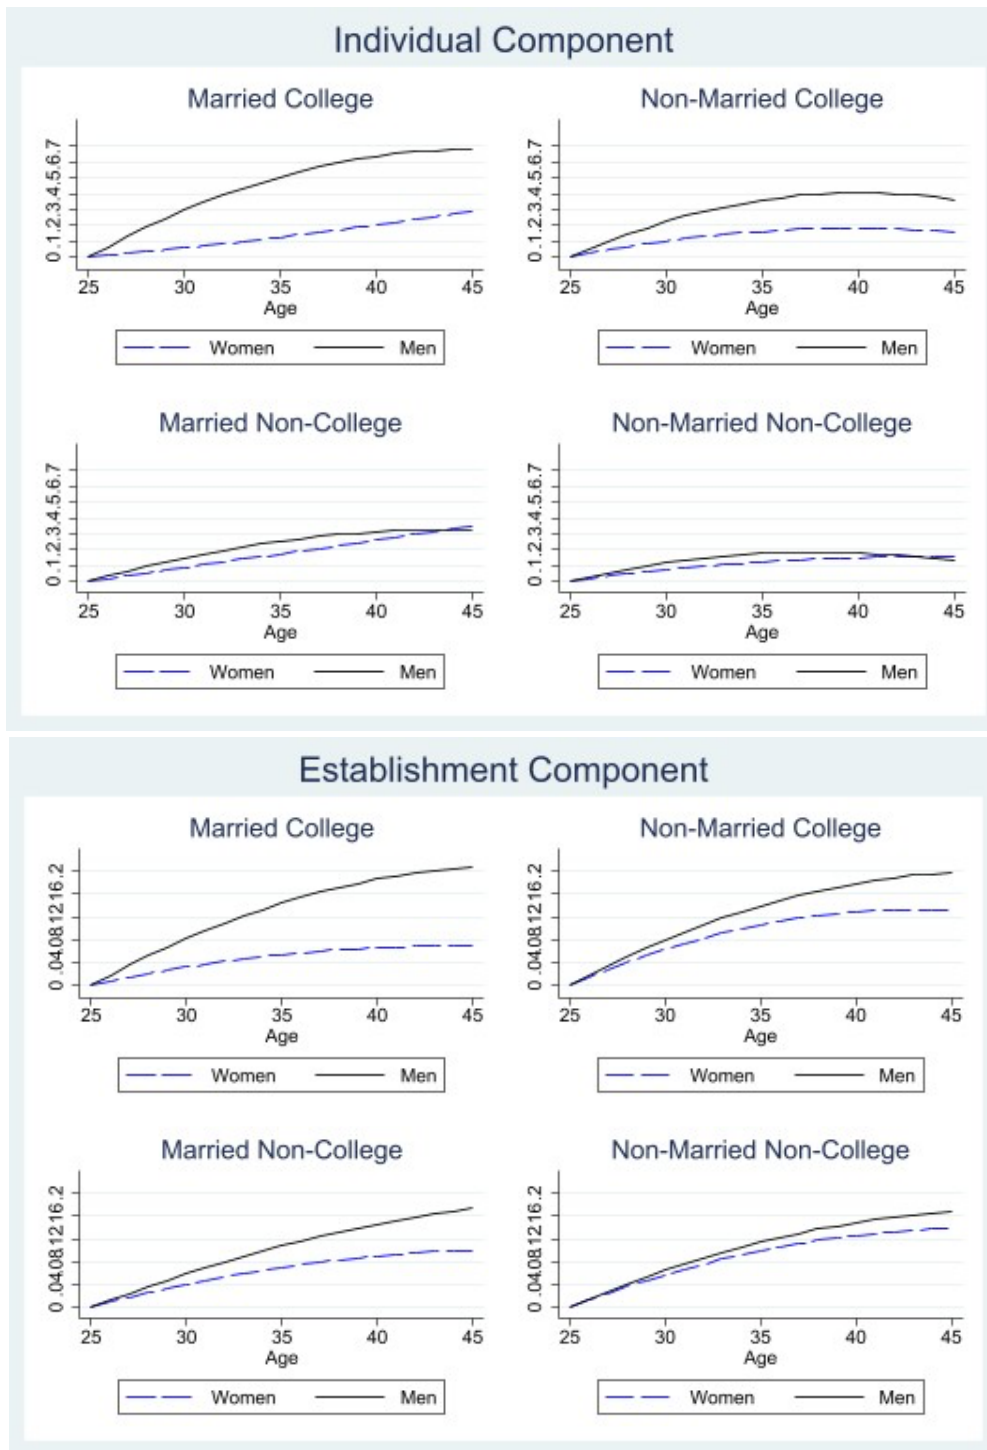 Individual Component
Married College
0 .1 .2 .3 .4 .5 .6 .7
25 30 35 40 45
Age
Women Men
Non-Married College
0 .1 .2 .3 .4 .5 .6 .7
25 30 35 40 45
Age
Women Men
Married Non-College
0 .1 .2 .3 .4 .5 .6 .7
25 30 35 40 45
Age
Women Men
Non-Married Non-College
0 .1 .2 .3 .4 .5 .6 .7
25 30 35 40 45
Age
Women Men
Establishment Component
Married College
0 .04 .08 .12 .16 .2
25 30 35 40 45
Age
Women Men
Non-Married College
0 .04 .08 .12 .16 .2
25 30 35 40 45
Age
Women Men
Married Non-College
0 .04 .08 .12 .16 .2
25 30 35 40 45
Age
Women Men
Non-Married Non-College
0 .04 .08 .12 .16 .2
25 30 35 40 45
Age
Women Men